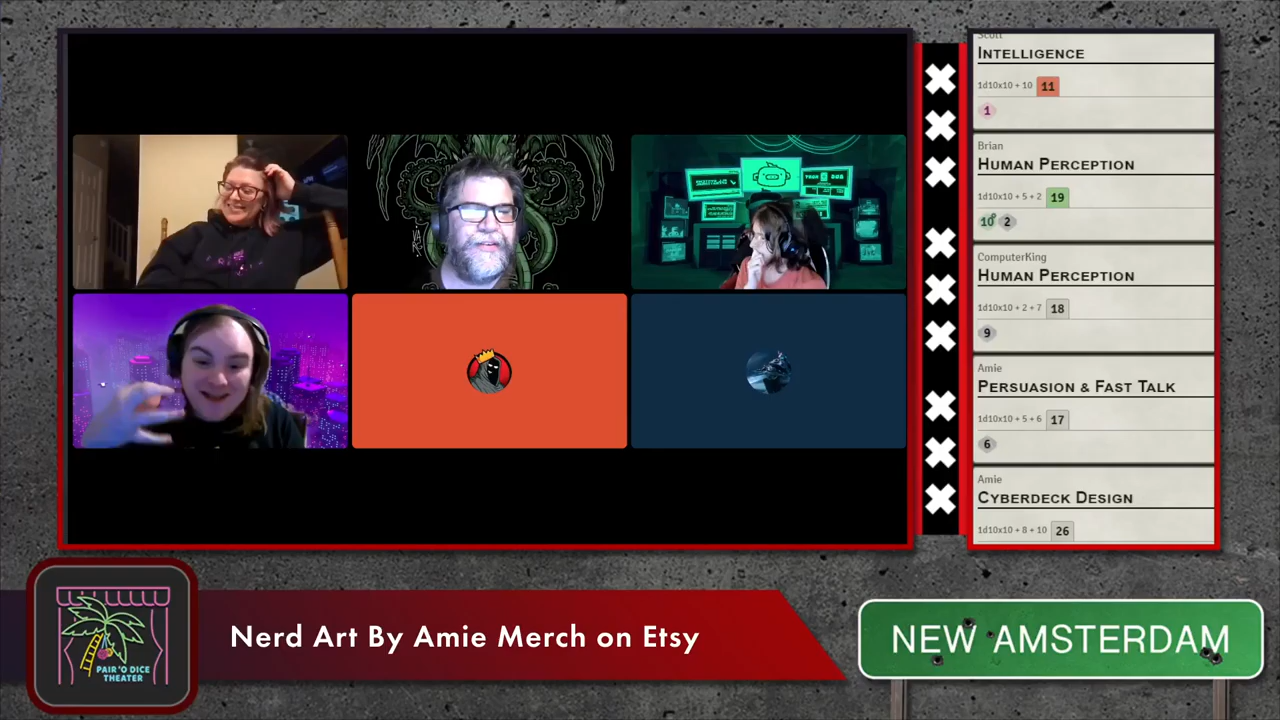 Scott
INTELLIGENCE
1d10x10 + 10 11
1
Brian
HUMAN PERCEPTION
1d10x10 + 5 + 2 19
10 2
ComputerKing
HUMAN PERCEPTION
1d10x10 + 2 + 7 18
9
Amie
PERSUASION & FAST TALK
1d10x10 + 5 + 6 17
6
Amie
CYBERDECK DESIGN
1d10x10 + 8 + 10 26
PAIR'O DICE
THEATER
Nerd Art By Amie Merch on Etsy
NEW AMSTERDAM